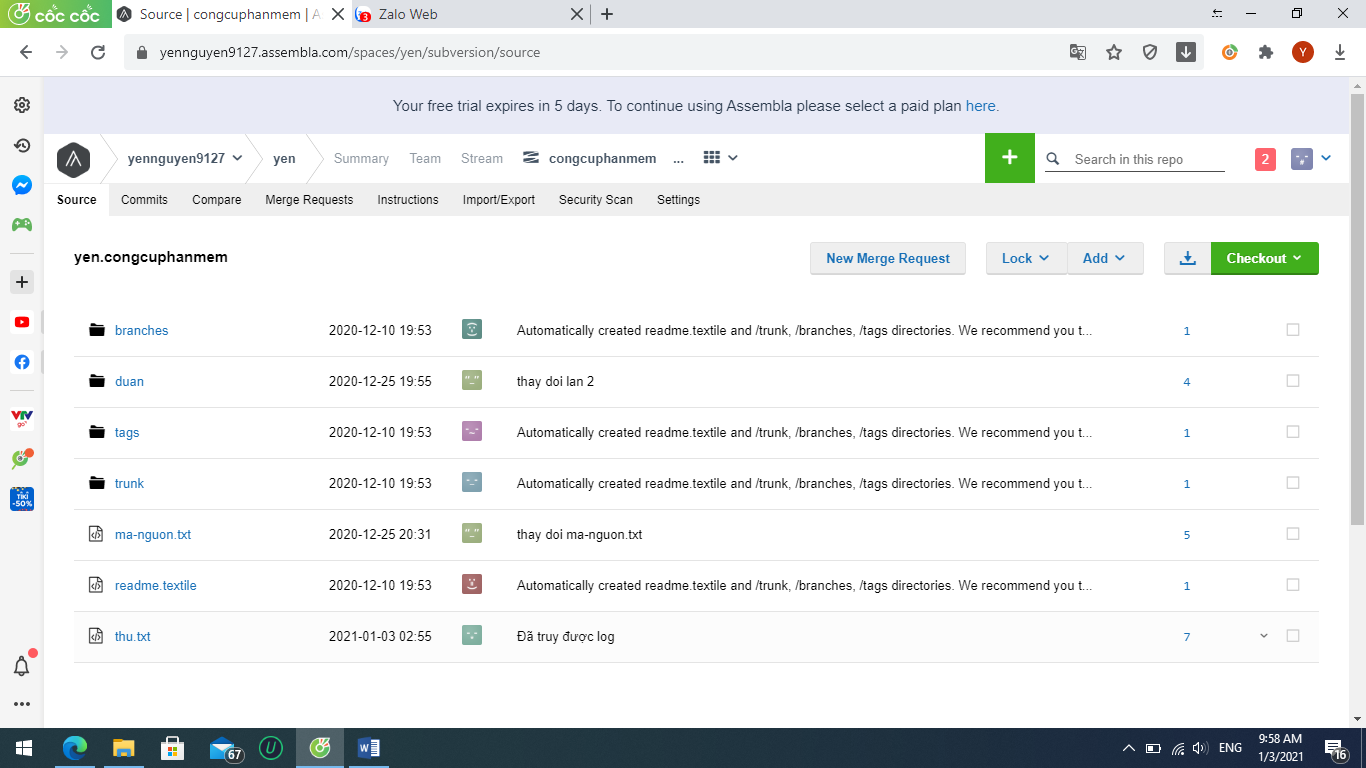 cốc cốc
Source | congcuphanmem | A
3
Zalo Web
yennguyen9127.assembla.com/spaces/yen/subversion/source
Y
Your free trial expires in 5 days. To continue using Assembla please select a paid plan here.
yennguyen9127
yen
Summary
Team
Stream
congcuphanmem
...
+
Search in this repo
2
Source
Commits
Compare
Merge Requests
Instructions
Import/Export
Security Scan
Settings
yen.congcuphanmem
New Merge Request
Lock
Add
Checkout
branches 2020-12-10 19:53 Automatically created readme.textile and /trunk, /branches, /tags directories. We recommend you t... 1
duan 2020-12-25 19:55 thay doi lan 2 4
tags 2020-12-10 19:53 Automatically created readme.textile and /trunk, /branches, /tags directories. We recommend you t... 1
trunk 2020-12-10 19:53 Automatically created readme.textile and /trunk, /branches, /tags directories. We recommend you t... 1
ma-nguon.txt 2020-12-25 20:31 thay doi ma-nguon.txt 5
readme.textile 2020-12-10 19:53 Automatically created readme.textile and /trunk, /branches, /tags directories. We recommend you t... 1
thu.txt 2021-01-03 02:55 Đã truy được log 7
VTV
go
TIKI
-50%
67
U
W
ENG
9:58 AM
1/3/2021
16